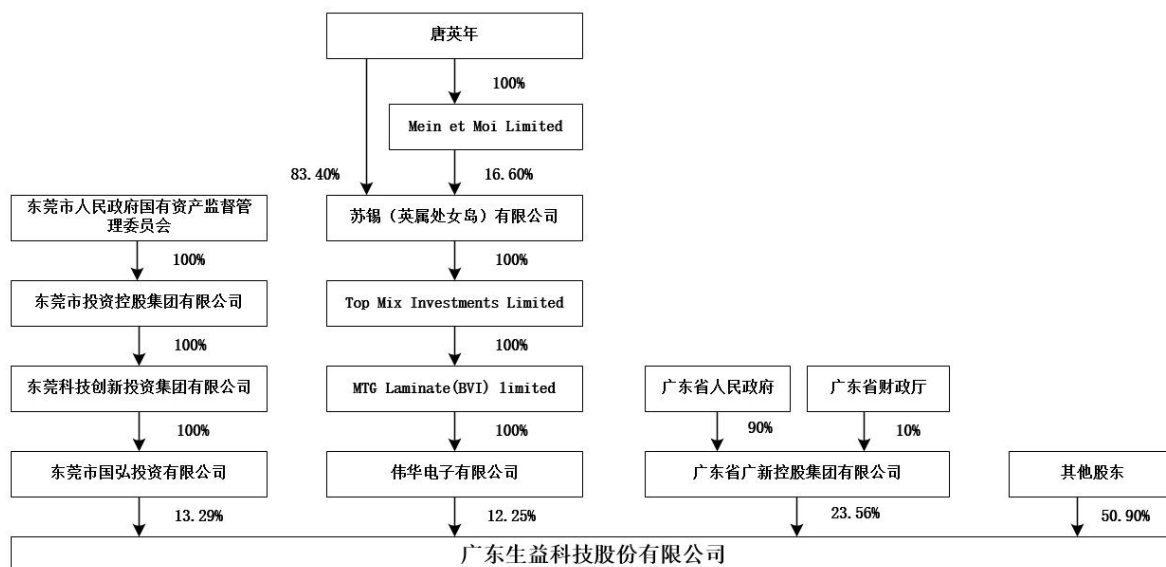 唐英年
100%
Mein et Moi Limited
83.40%
16.60%
东莞市人民政府国有资产监督管
理委员会
苏锡（英属处女岛）有限公司
100%
100%
东莞市投资控股集团有限公司
Top Mix Investments Limited
100%
100%
东莞科技创新投资集团有限公司
MTG Laminate(BVI) limited
广东省人民政府
广东省财政厅
100%
100%
90%
10%
东莞市国弘投资有限公司
伟华电子有限公司
广东省广新控股集团有限公司
其他股东
13.29%
12.25%
23.56%
50.90%
广东生益科技股份有限公司